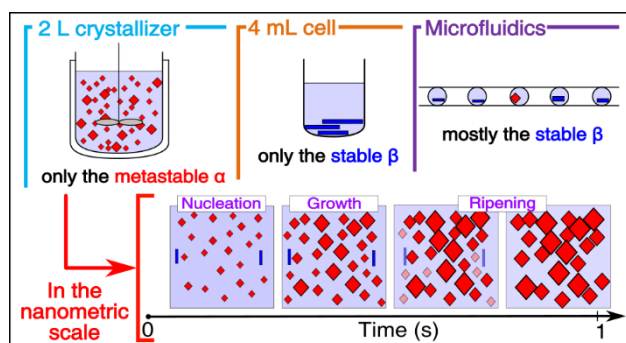 2 L crystallizer
4 mL cell
Microfluidics
only the metastable α
only the stable β
mostly the stable β
Nucleation
Growth
Ripening
In the
nanometric
scale
0
Time (s)
1